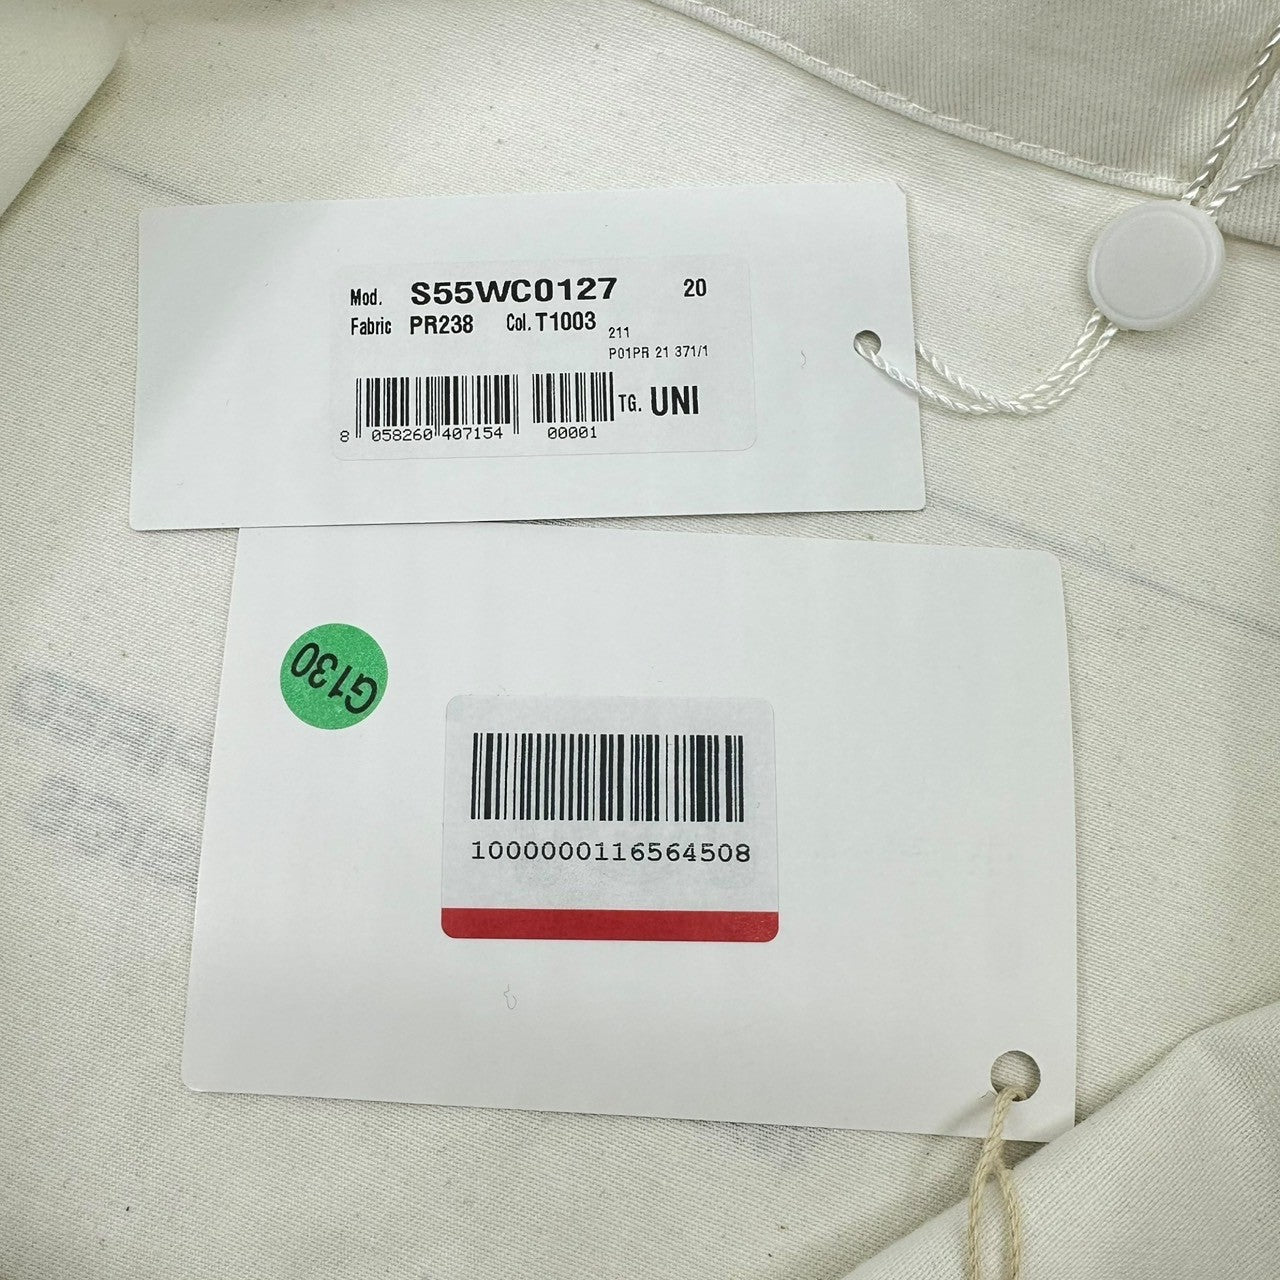 Mod. S55WC0127 20
Fabric PR238 Col. T1003 211
P01PR 21 371/1
TG. UNI
8 058260 407154 00001
G130
1000000116564508